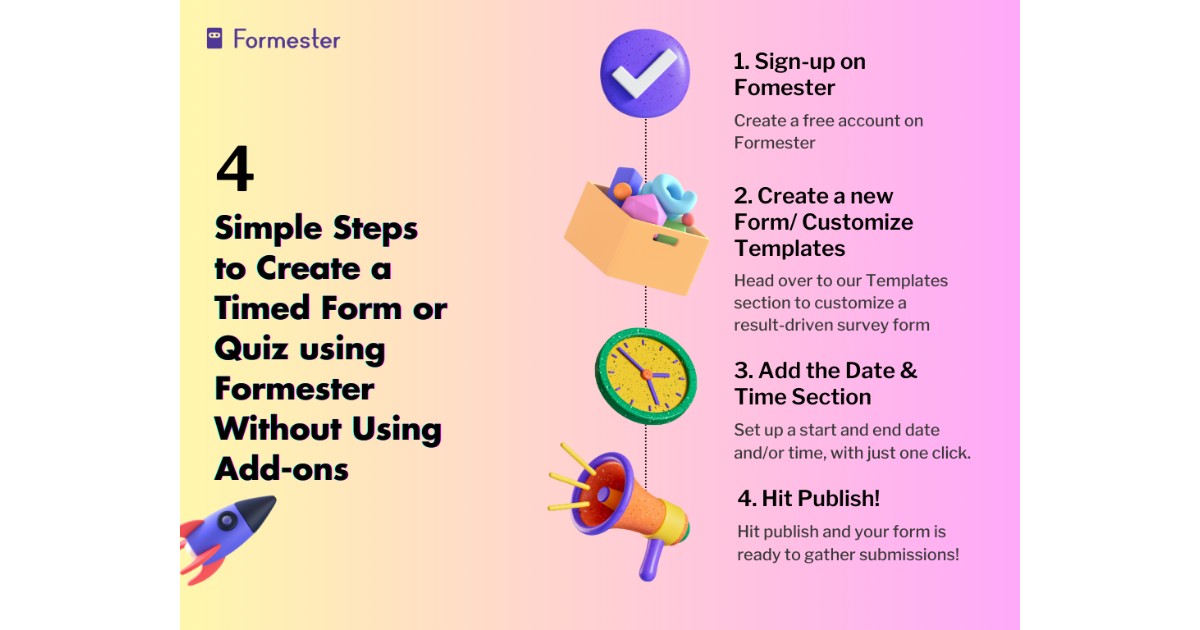 Formester
4
Simple Steps
to Create a
Timed Form or
Quiz using
Formester
Without Using
Add-ons
1. Sign-up on
Fomester
Create a free account on
Formester
2. Create a new
Form/ Customize
Templates
Head over to our Templates
section to customize a
result-driven survey form
3. Add the Date &
Time Section
Set up a start and end date
and/or time, with just one click.
4. Hit Publish!
Hit publish and your form is
ready to gather submissions!